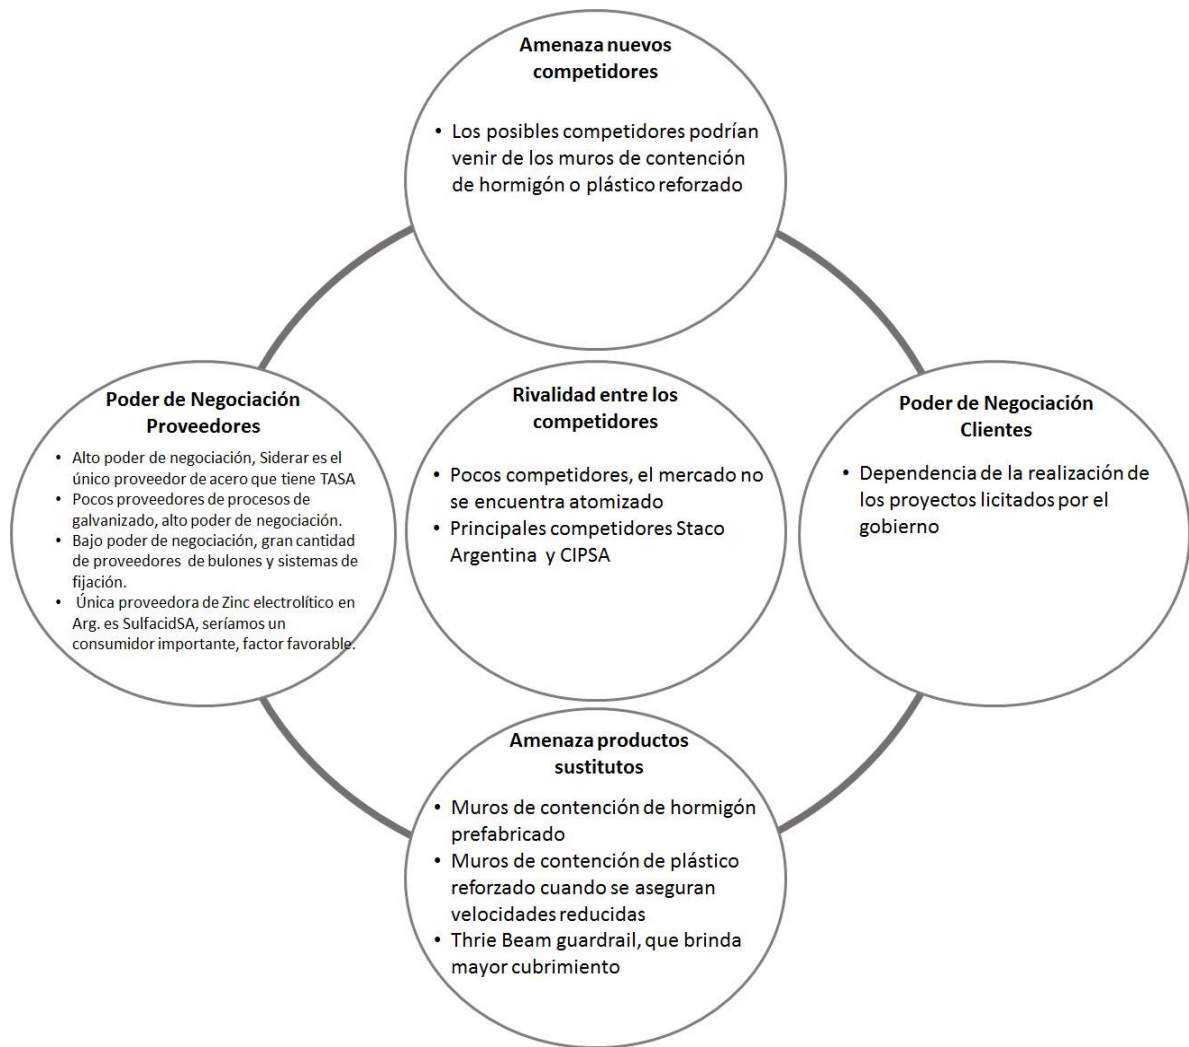 Amenaza nuevos
competidores
• Los posibles competidores podrían
venir de los muros de contención
de hormigón o plástico reforzado
Poder de Negociación
Proveedores
• Alto poder de negociación, Siderar es el
único proveedor de acero que tiene TASA
• Pocos proveedores de procesos de
galvanizado, alto poder de negociación.
• Bajo poder de negociación, gran cantidad
de proveedores de bulones y sistemas de
fijación.
• Única proveedora de Zinc electrolítico en
Arg. es SulfacidSA, seríamos un
consumidor importante, factor favorable.
Rivalidad entre los
competidores
• Pocos competidores, el mercado no
se encuentra atomizado
• Principales competidores Staco
Argentina y CIPSA
Poder de Negociación
Clientes
• Dependencia de la realización de
los proyectos licitados por el
gobierno
Amenaza productos
sustitutos
• Muros de contención de hormigón
prefabricado
• Muros de contención de plástico
reforzado cuando se aseguran
velocidades reducidas
• Thrie Beam guardrail, que brinda
mayor cubrimiento